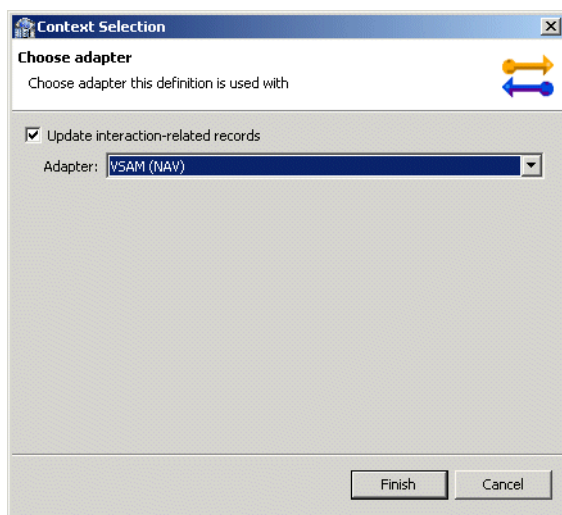 Context Selection
Choose adapter
Choose adapter this definition is used with
Update interaction-related records
Adapter: VSAM (NAV)
Finish Cancel